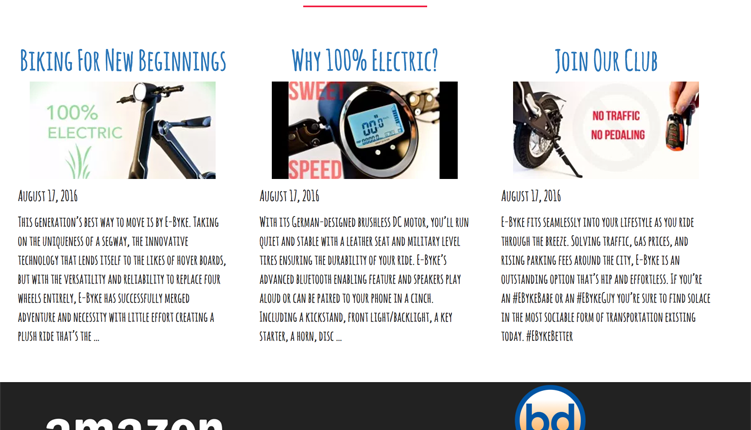 Biking For New Beginnings
100%
ELECTRIC
August 17, 2016
This generation's best way to move is by E-Byke. Taking
on the uniqueness of a segway, the innovative
technology that lends itself to the likes of hover boards,
but with the versatility and reliability to replace four
wheels entirely, E-Byke has successfully merged
adventure and necessity with little effort creating a
plush ride that's the ...
Why 100% Electric?
SWEET
000
SPEED
August 17, 2016
With its German-designed brushless DC motor, you'll run
quiet and stable with a leather seat and military level
tires ensuring the durability of your ride. E-Byke's
advanced bluetooth enabling feature and speakers play
aloud or can be paired to your phone in a cinch.
Including a kickstand, front light/backlight, a key
starter, a horn, disc ...
Join Our Club
NO TRAFFIC
NO PEDALING
August 17, 2016
E-Byke fits seamlessly into your lifestyle as you ride
through the breeze. Solving traffic, gas prices, and
rising parking fees around the city, E-Byke is an
outstanding option that's hip and effortless. If you're
an #EBykeBabe or an #EBykeGuy you're sure to find solace
in the most sociable form of transportation existing
today. #EBykeBetter
amazon
bd